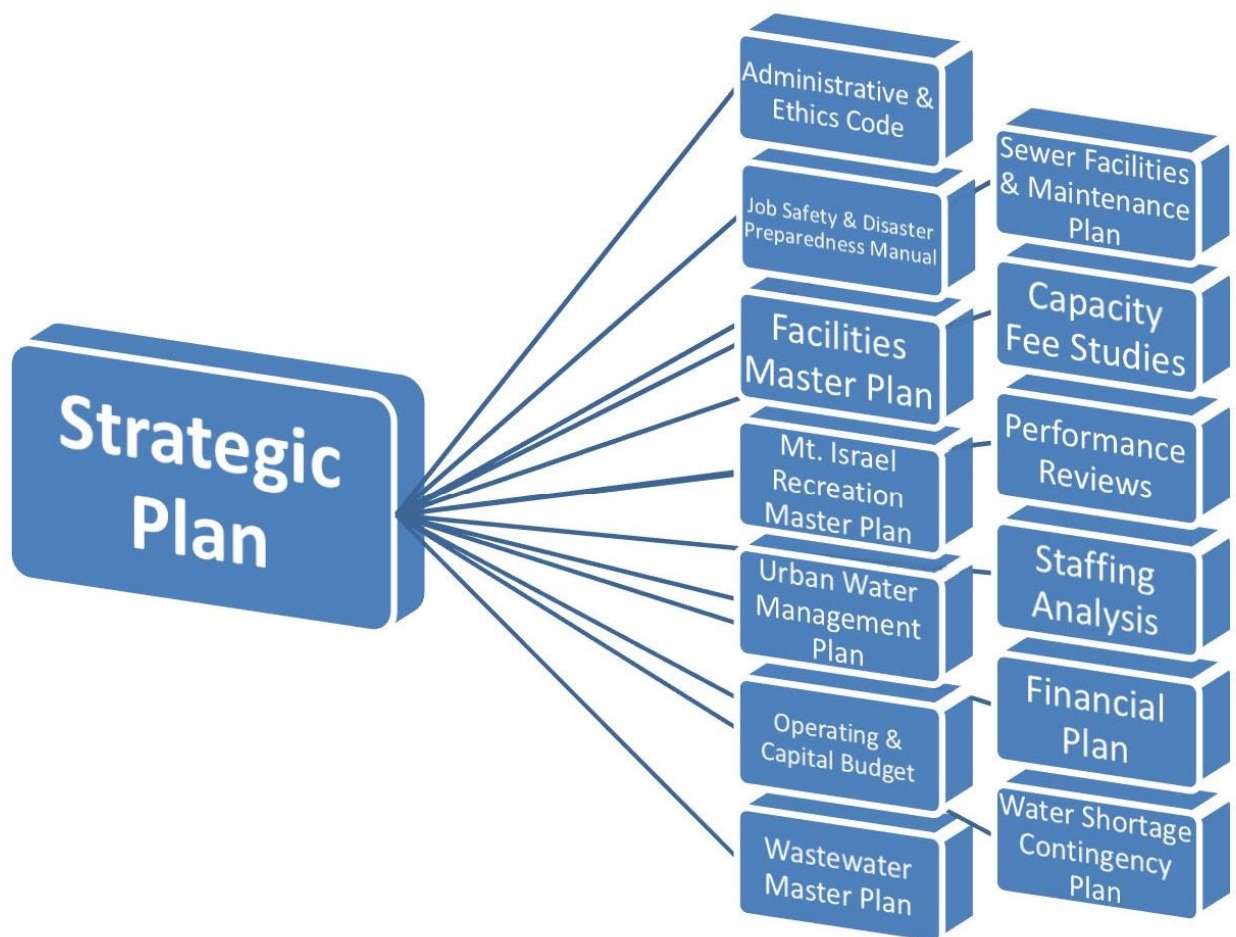 Strategic
Plan
Administrative &
Ethics Code
Job Safety & Disaster
Preparedness Manual
Facilities
Master Plan
Mt. Israel
Recreation
Master Plan
Urban Water
Management
Plan
Operating &
Capital Budget
Wastewater
Master Plan
Sewer Facilities
& Maintenance
Plan
Capacity
Fee Studies
Performance
Reviews
Staffing
Analysis
Financial
Plan
Water Shortage
Contingency
Plan